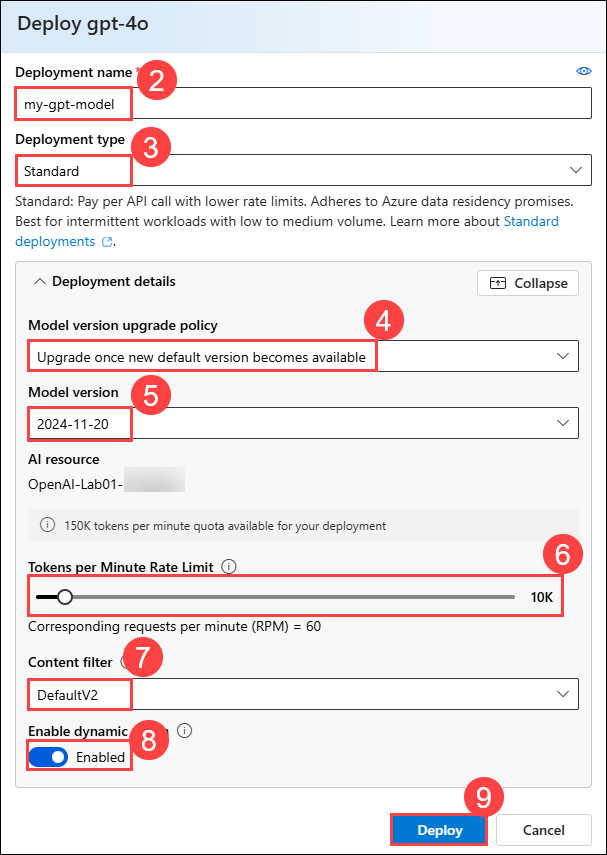 Deploy gpt-4o
Deployment name *
2
my-gpt-model
Deployment type
3
Standard
Standard: Pay per API call with lower rate limits. Adheres to Azure data residency promises.
Best for intermittent workloads with low to medium volume. Learn more about Standard
deployments.
Deployment details
Collapse
Model version upgrade policy
4
Upgrade once new default version becomes available
Model version
5
2024-11-20
AI resource
OpenAI-Lab01-
150K tokens per minute quota available for your deployment
6
Tokens per Minute Rate Limit
10K
Corresponding requests per minute (RPM) = 60
Content filter
7
DefaultV2
Enable dynamic
8
Enabled
9
Deploy
Cancel